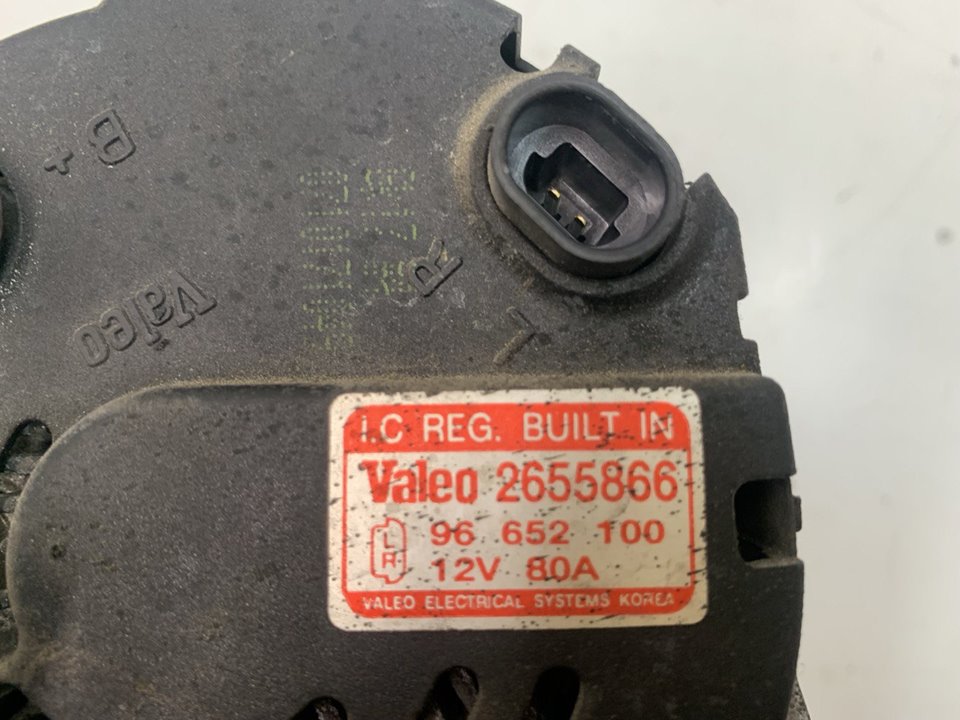 B+
Valeo
R
L
I.C REG. BUILT IN
Valeo 2655866
L 96 652 100
R 12V 80A
VALEO ELECTRICAL SYSTEMS KOREA